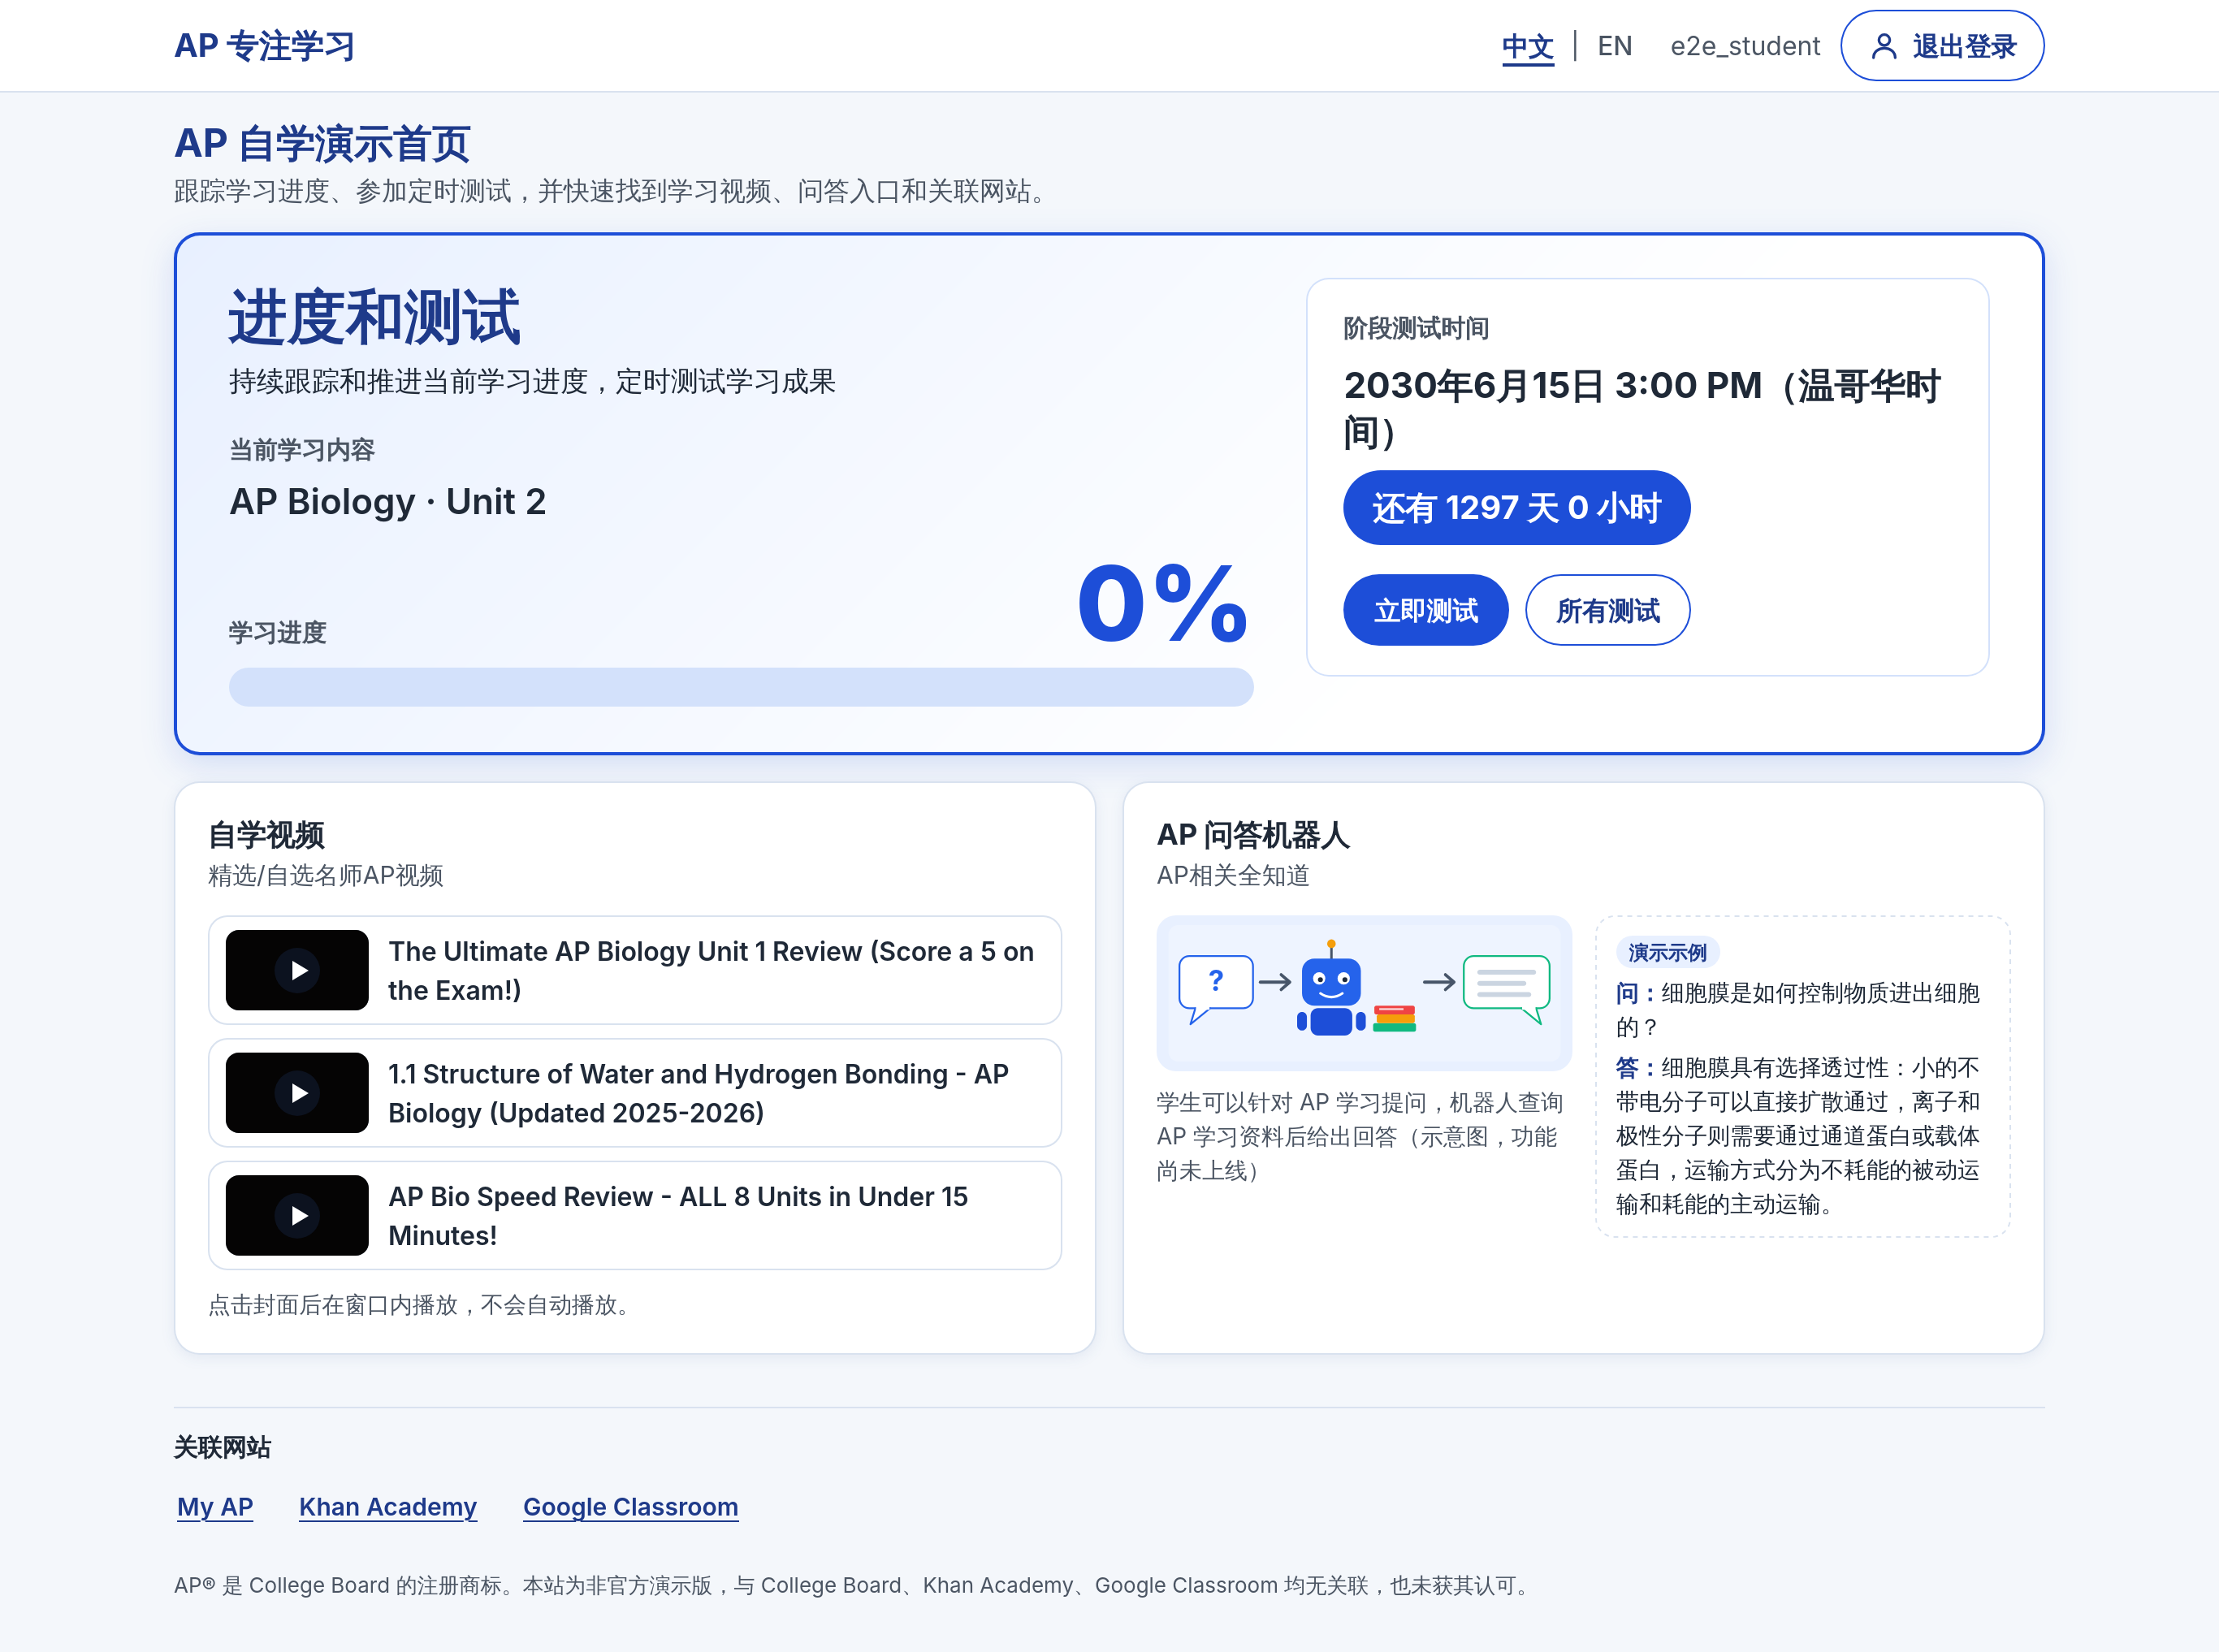 AP 专注学习
中文 | EN e2e_student 退出登录
AP 自学演示首页
跟踪学习进度、参加定时测试，并快速找到学习视频、问答入口和关联网站。
进度和测试
持续跟踪和推进当前学习进度，定时测试学习成果
当前学习内容
AP Biology · Unit 2
学习进度
0%
阶段测试时间
2030年6月15日 3:00 PM（温哥华时
间）
还有 1297 天 0 小时
立即测试 所有测试
自学视频
精选/自选名师AP视频
The Ultimate AP Biology Unit 1 Review (Score a 5 on
the Exam!)
1.1 Structure of Water and Hydrogen Bonding - AP
Biology (Updated 2025-2026)
AP Bio Speed Review - ALL 8 Units in Under 15
Minutes!
点击封面后在窗口内播放，不会自动播放。
AP 问答机器人
AP相关全知道
?
学生可以针对 AP 学习提问，机器人查询
AP 学习资料后给出回答（示意图，功能
尚未上线）
演示示例
问：细胞膜是如何控制物质进出细胞
的？
答：细胞膜具有选择透过性：小的不
带电分子可以直接扩散通过，离子和
极性分子则需要通过通道蛋白或载体
蛋白，运输方式分为不耗能的被动运
输和耗能的主动运输。
关联网站
My AP Khan Academy Google Classroom
AP® 是 College Board 的注册商标。本站为非官方演示版，与 College Board、Khan Academy、Google Classroom 均无关联，也未获其认可。